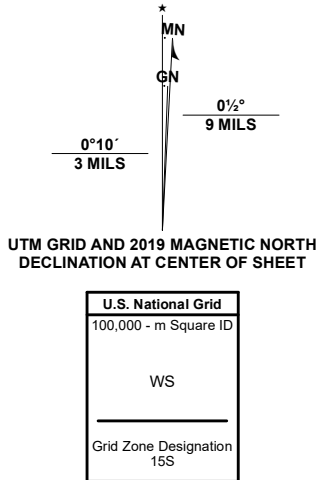 ★
MN
GN
0½°
9 MILS
0°10´
3 MILS
UTM GRID AND 2019 MAGNETIC NORTH
DECLINATION AT CENTER OF SHEET
U.S. National Grid
100,000 - m Square ID
WS
Grid Zone Designation
15S